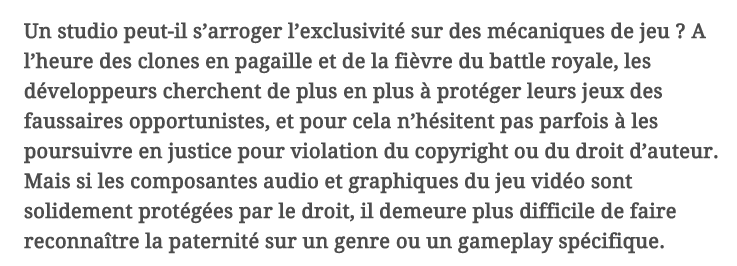 Un studio peut-il s’arroger l’exclusivité sur des mécaniques de jeu ? A
l’heure des clones en pagaille et de la fièvre du battle royale, les
développeurs cherchent de plus en plus à protéger leurs jeux des
faussaires opportunistes, et pour cela n’hésitent pas parfois à les
poursuivre en justice pour violation du copyright ou du droit d’auteur.
Mais si les composantes audio et graphiques du jeu vidéo sont
solidement protégées par le droit, il demeure plus difficile de faire
reconnaître la paternité sur un genre ou un gameplay spécifique.